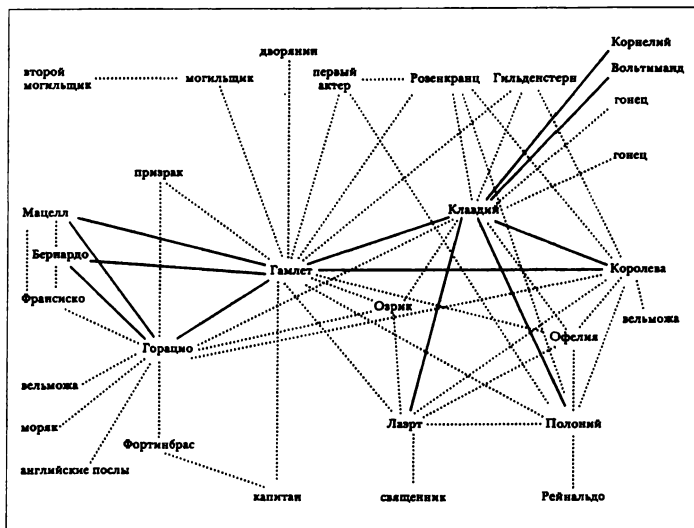 Корнелий
дворянин
Вольтиманд
второй
могильщик
могильщик
первый
актер
Розенкранц
Гильденстерн
гонец
гонец
призрак
Мацелл
Клавдий
Бернардо
Гамлет
Королева
Франсиско
Озрик
вельможа
Горацио
Офелия
вельможа
моряк
Лаэрт
Полоний
Фортинбрас
английские послы
капитан
священник
Рейнальдо